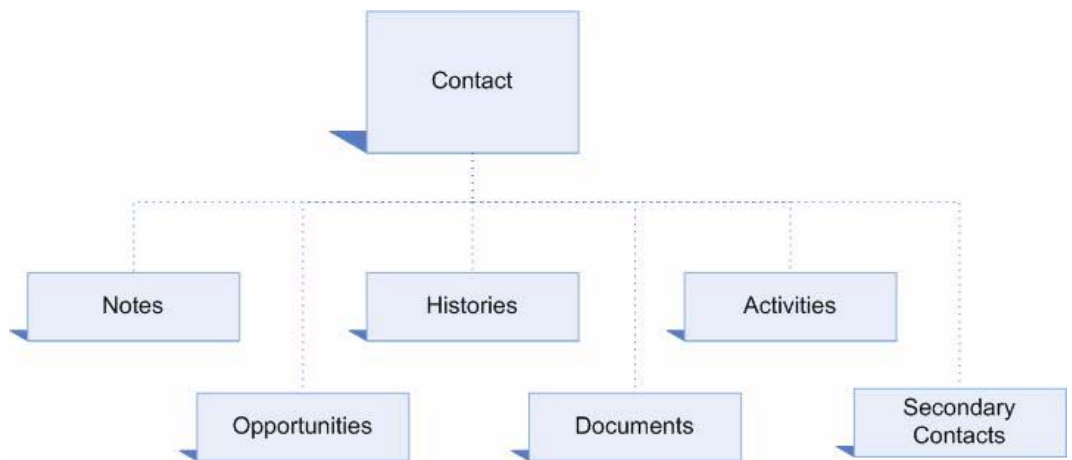 Contact
Notes
Histories
Activities
Opportunities
Documents
Secondary
Contacts